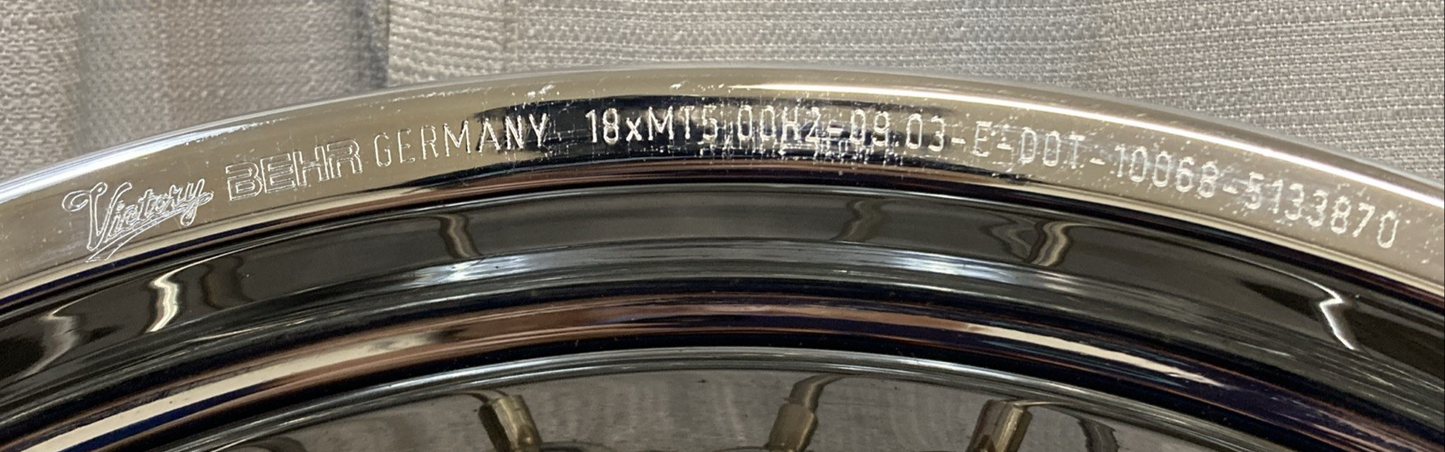 Victory BEHR GERMANY 18xMT5.00H2-09.03-E-DOT-10068-5133870